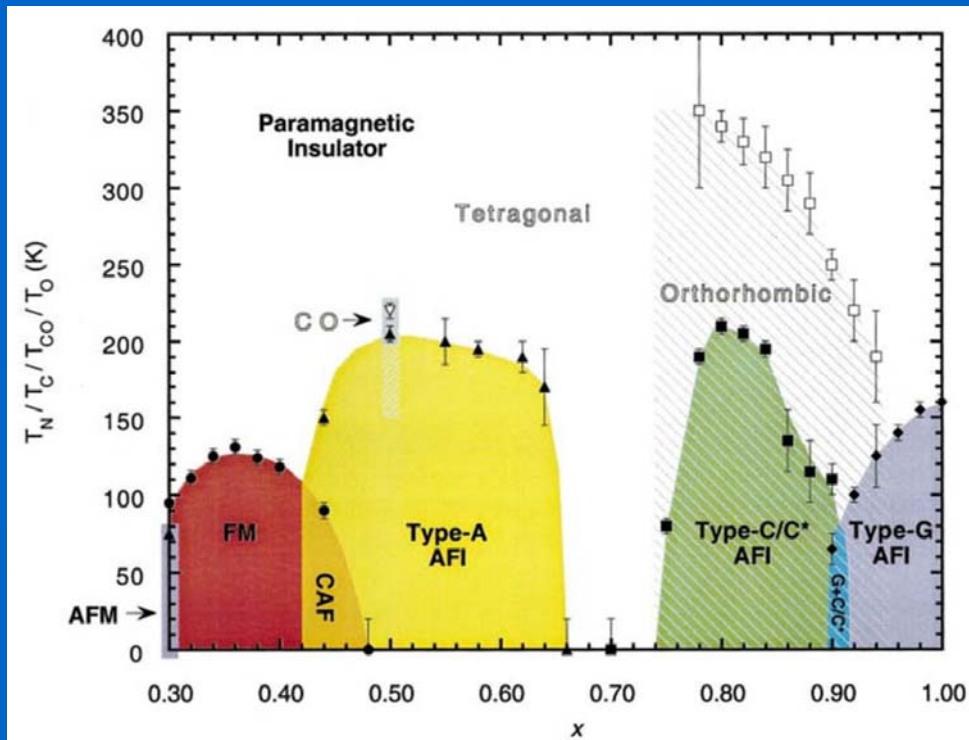 400
350
300
250
200
150
100
50
0
T_N / T_C / T_CO / T_O (K)
Paramagnetic
Insulator
Tetragonal
CO
Orthorhombic
FM
CAF
Type-A
AFI
Type-C/C*
AFI
G+C/C*
Type-G
AFI
AFM
0.30
0.40
0.50
0.60
0.70
0.80
0.90
1.00
x